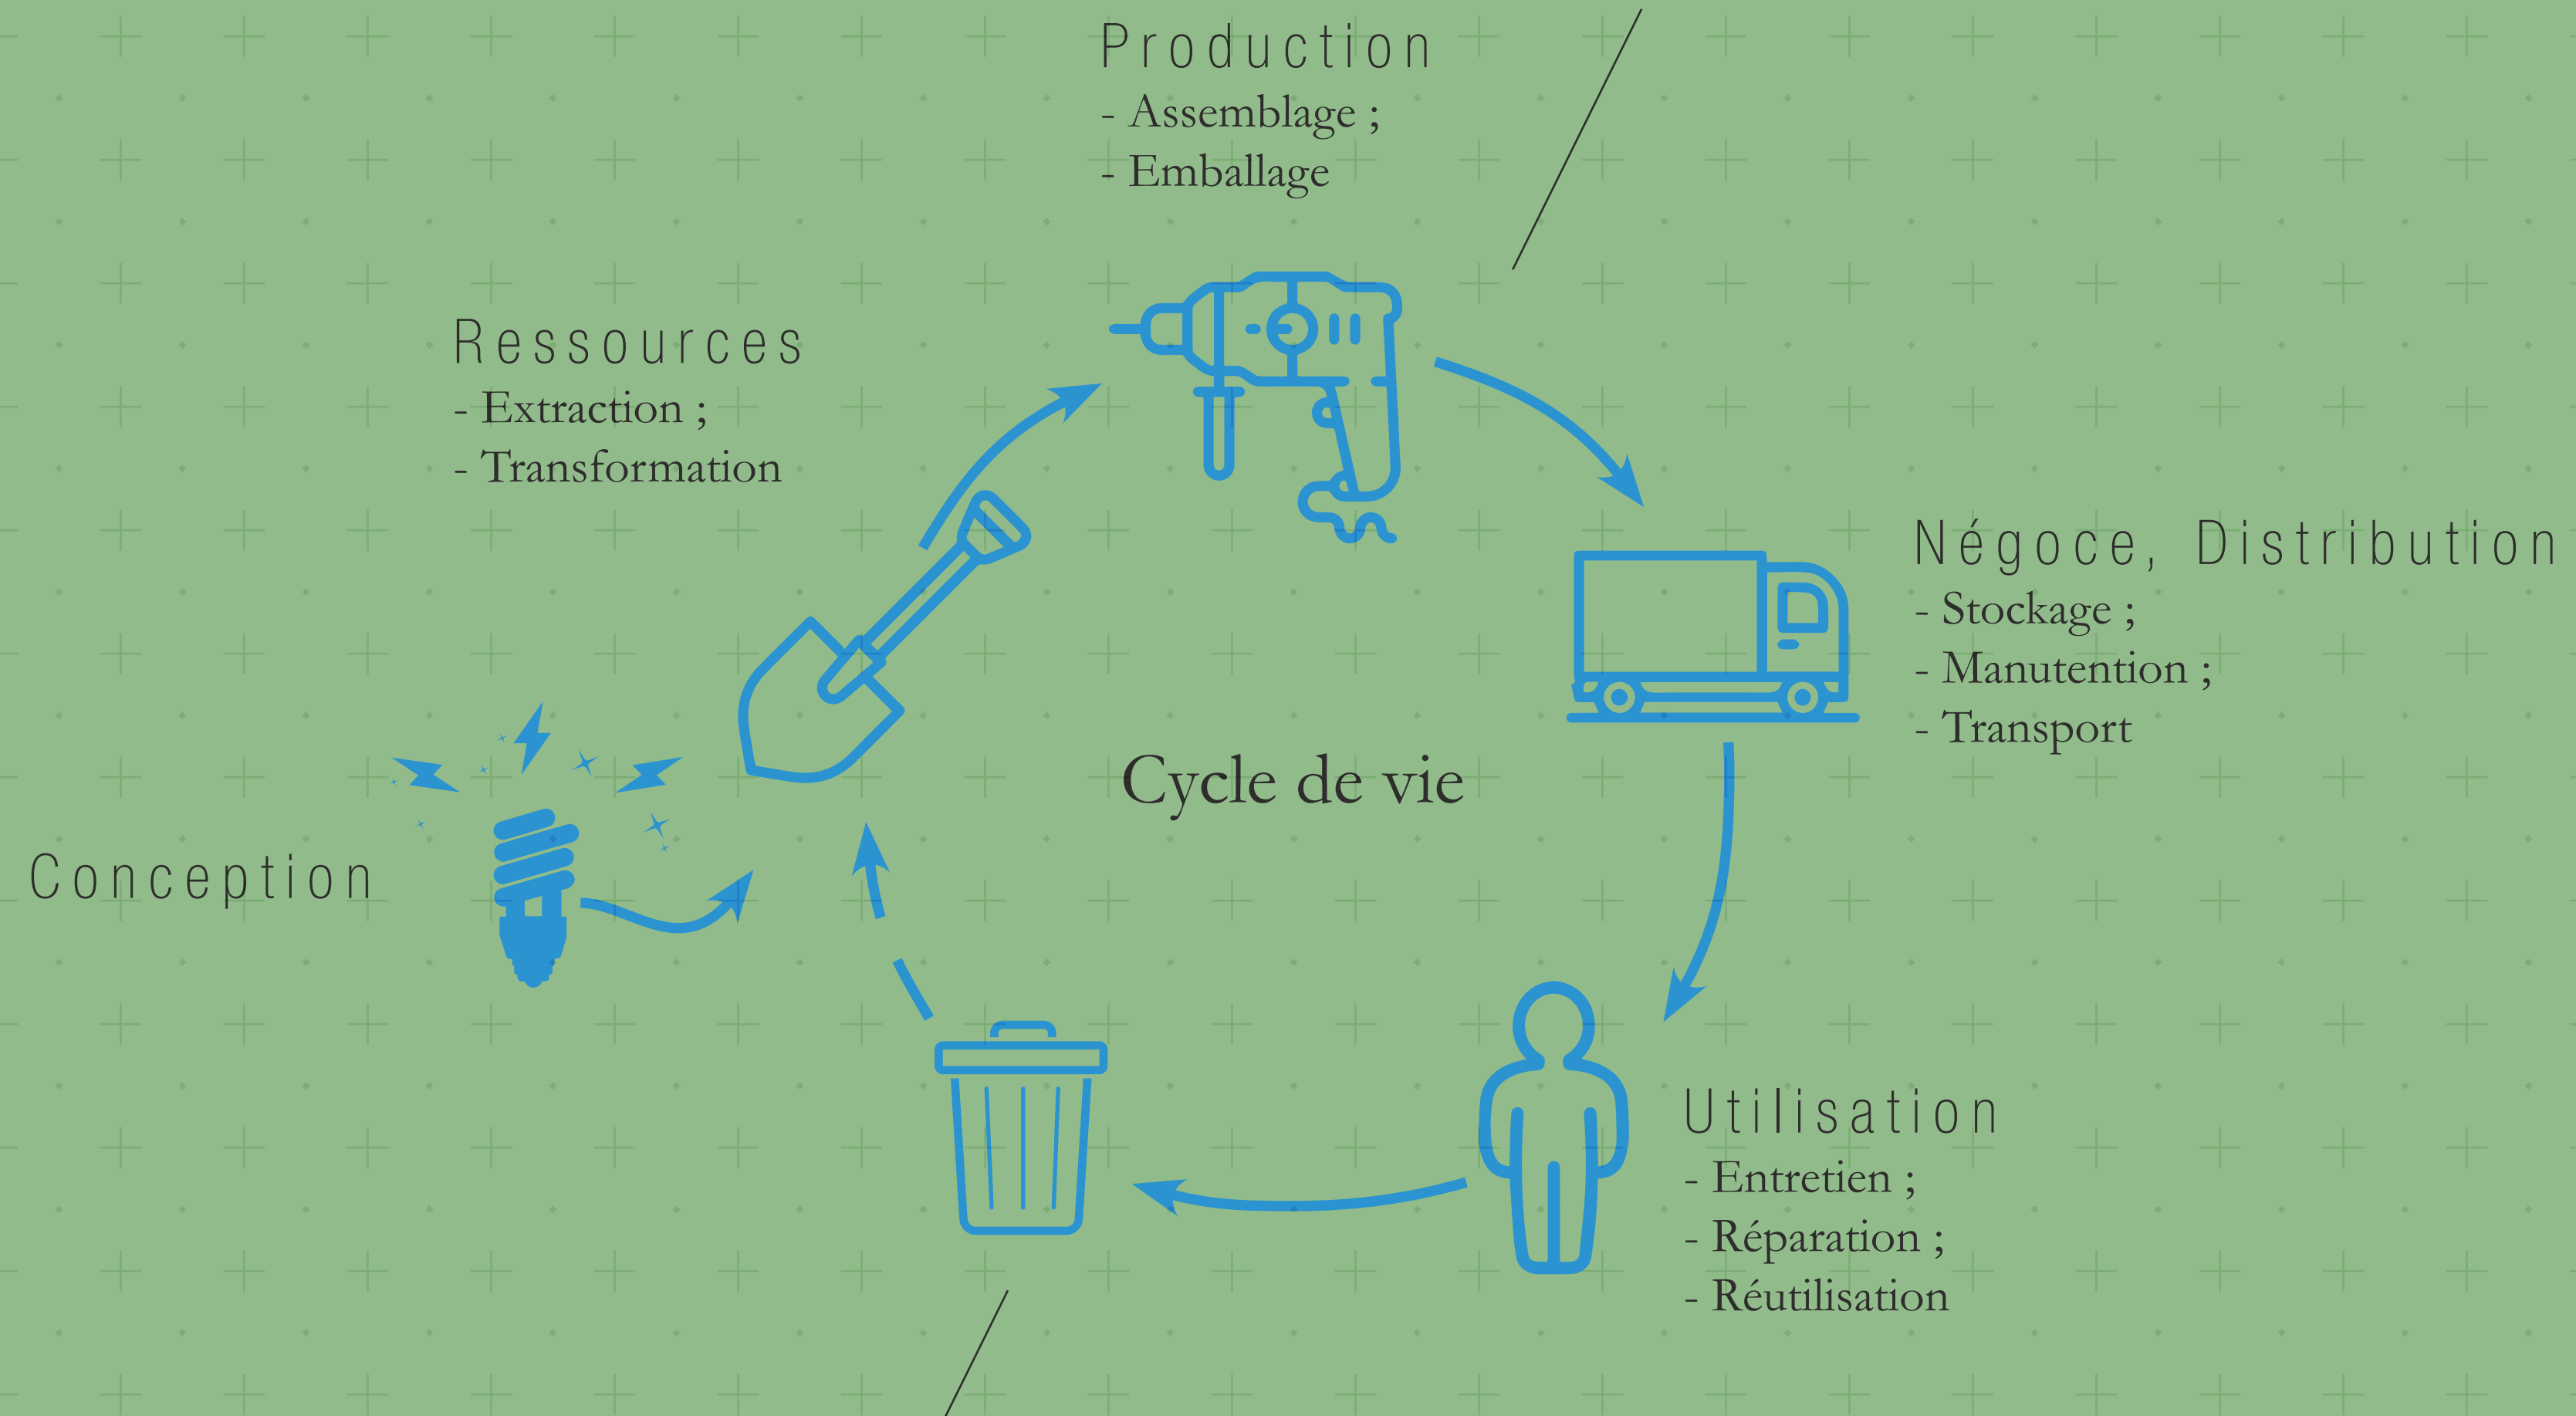 Production
- Assemblage ;
- Emballage
Ressources
- Extraction ;
- Transformation
Négoce, Distribution
- Stockage ;
- Manutention ;
- Transport
Cycle de vie
Conception
Utilisation
- Entretien ;
- Réparation ;
- Réutilisation